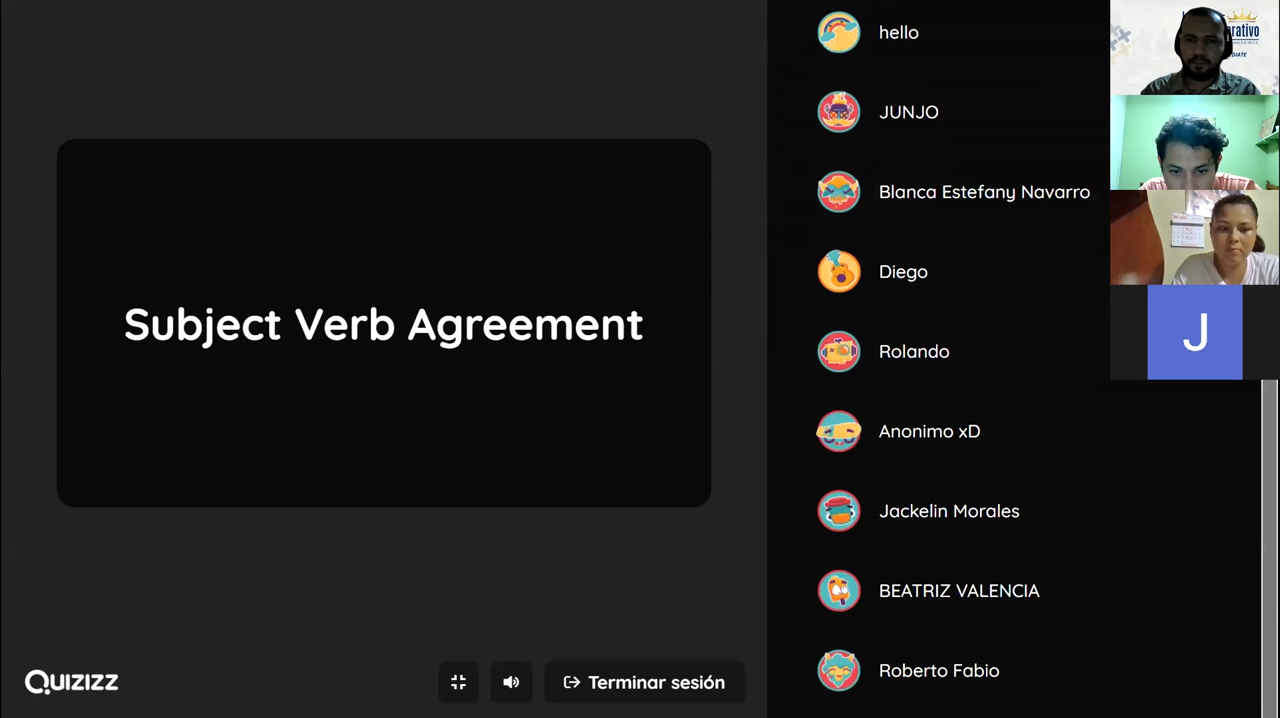 Subject Verb Agreement
Quizizz
Terminar sesión
hello
JUNJO
Blanca Estefany Navarro
Diego
Rolando
Anonimo xD
Jackelin Morales
BEATRIZ VALENCIA
Roberto Fabio
J